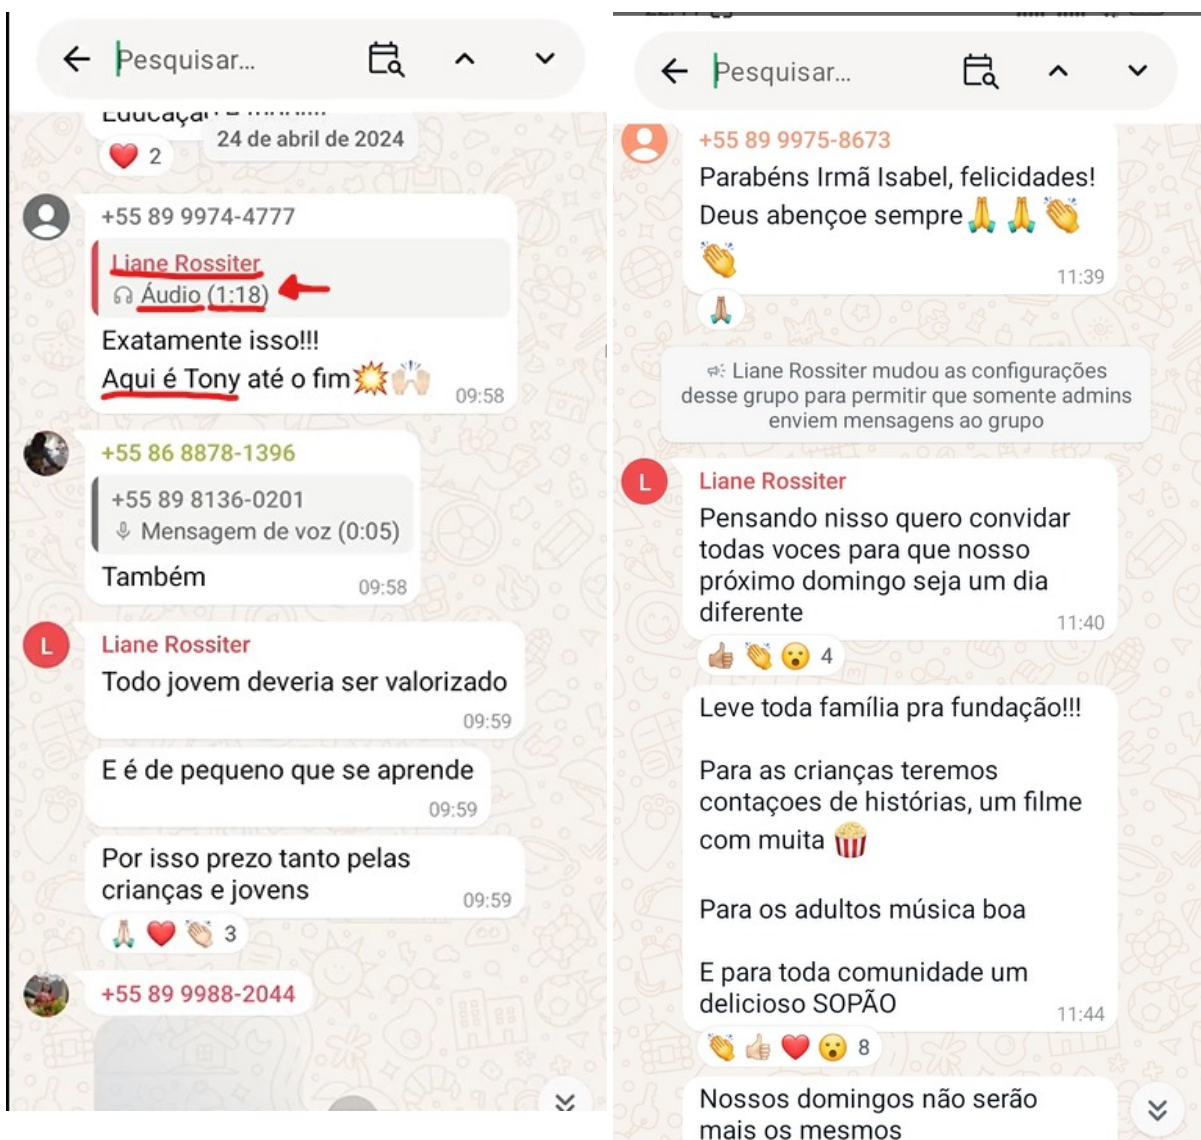 Pesquisar...
24 de abril de 2024
2
+55 89 9974-4777
Liane Rossiter
Áudio (1:18)
Exatamente isso!!!
Aqui é Tony até o fim💥🙌🏻
09:58
+55 86 8878-1396
+55 89 8136-0201
Mensagem de voz (0:05)
Também
09:58
L
Liane Rossiter
Todo jovem deveria ser valorizado
09:59
E é de pequeno que se aprende
09:59
Por isso prezo tanto pelas
crianças e jovens
09:59
3
+55 89 9988-2044
Pesquisar...
+55 89 9975-8673
Parabéns Irmã Isabel, felicidades!
Deus abençoe sempre🙏🙏👏
👏
11:39
Liane Rossiter mudou as configurações
desse grupo para permitir que somente admins
enviem mensagens ao grupo
L
Liane Rossiter
Pensando nisso quero convidar
todas voces para que nosso
próximo domingo seja um dia
diferente
11:40
4
Leve toda família pra fundação!!!
Para as crianças teremos
contaçoes de histórias, um filme
com muita 🍿
Para os adultos música boa
E para toda comunidade um
delicioso SOPÃO
11:44
8
Nossos domingos não serão
mais os mesmos